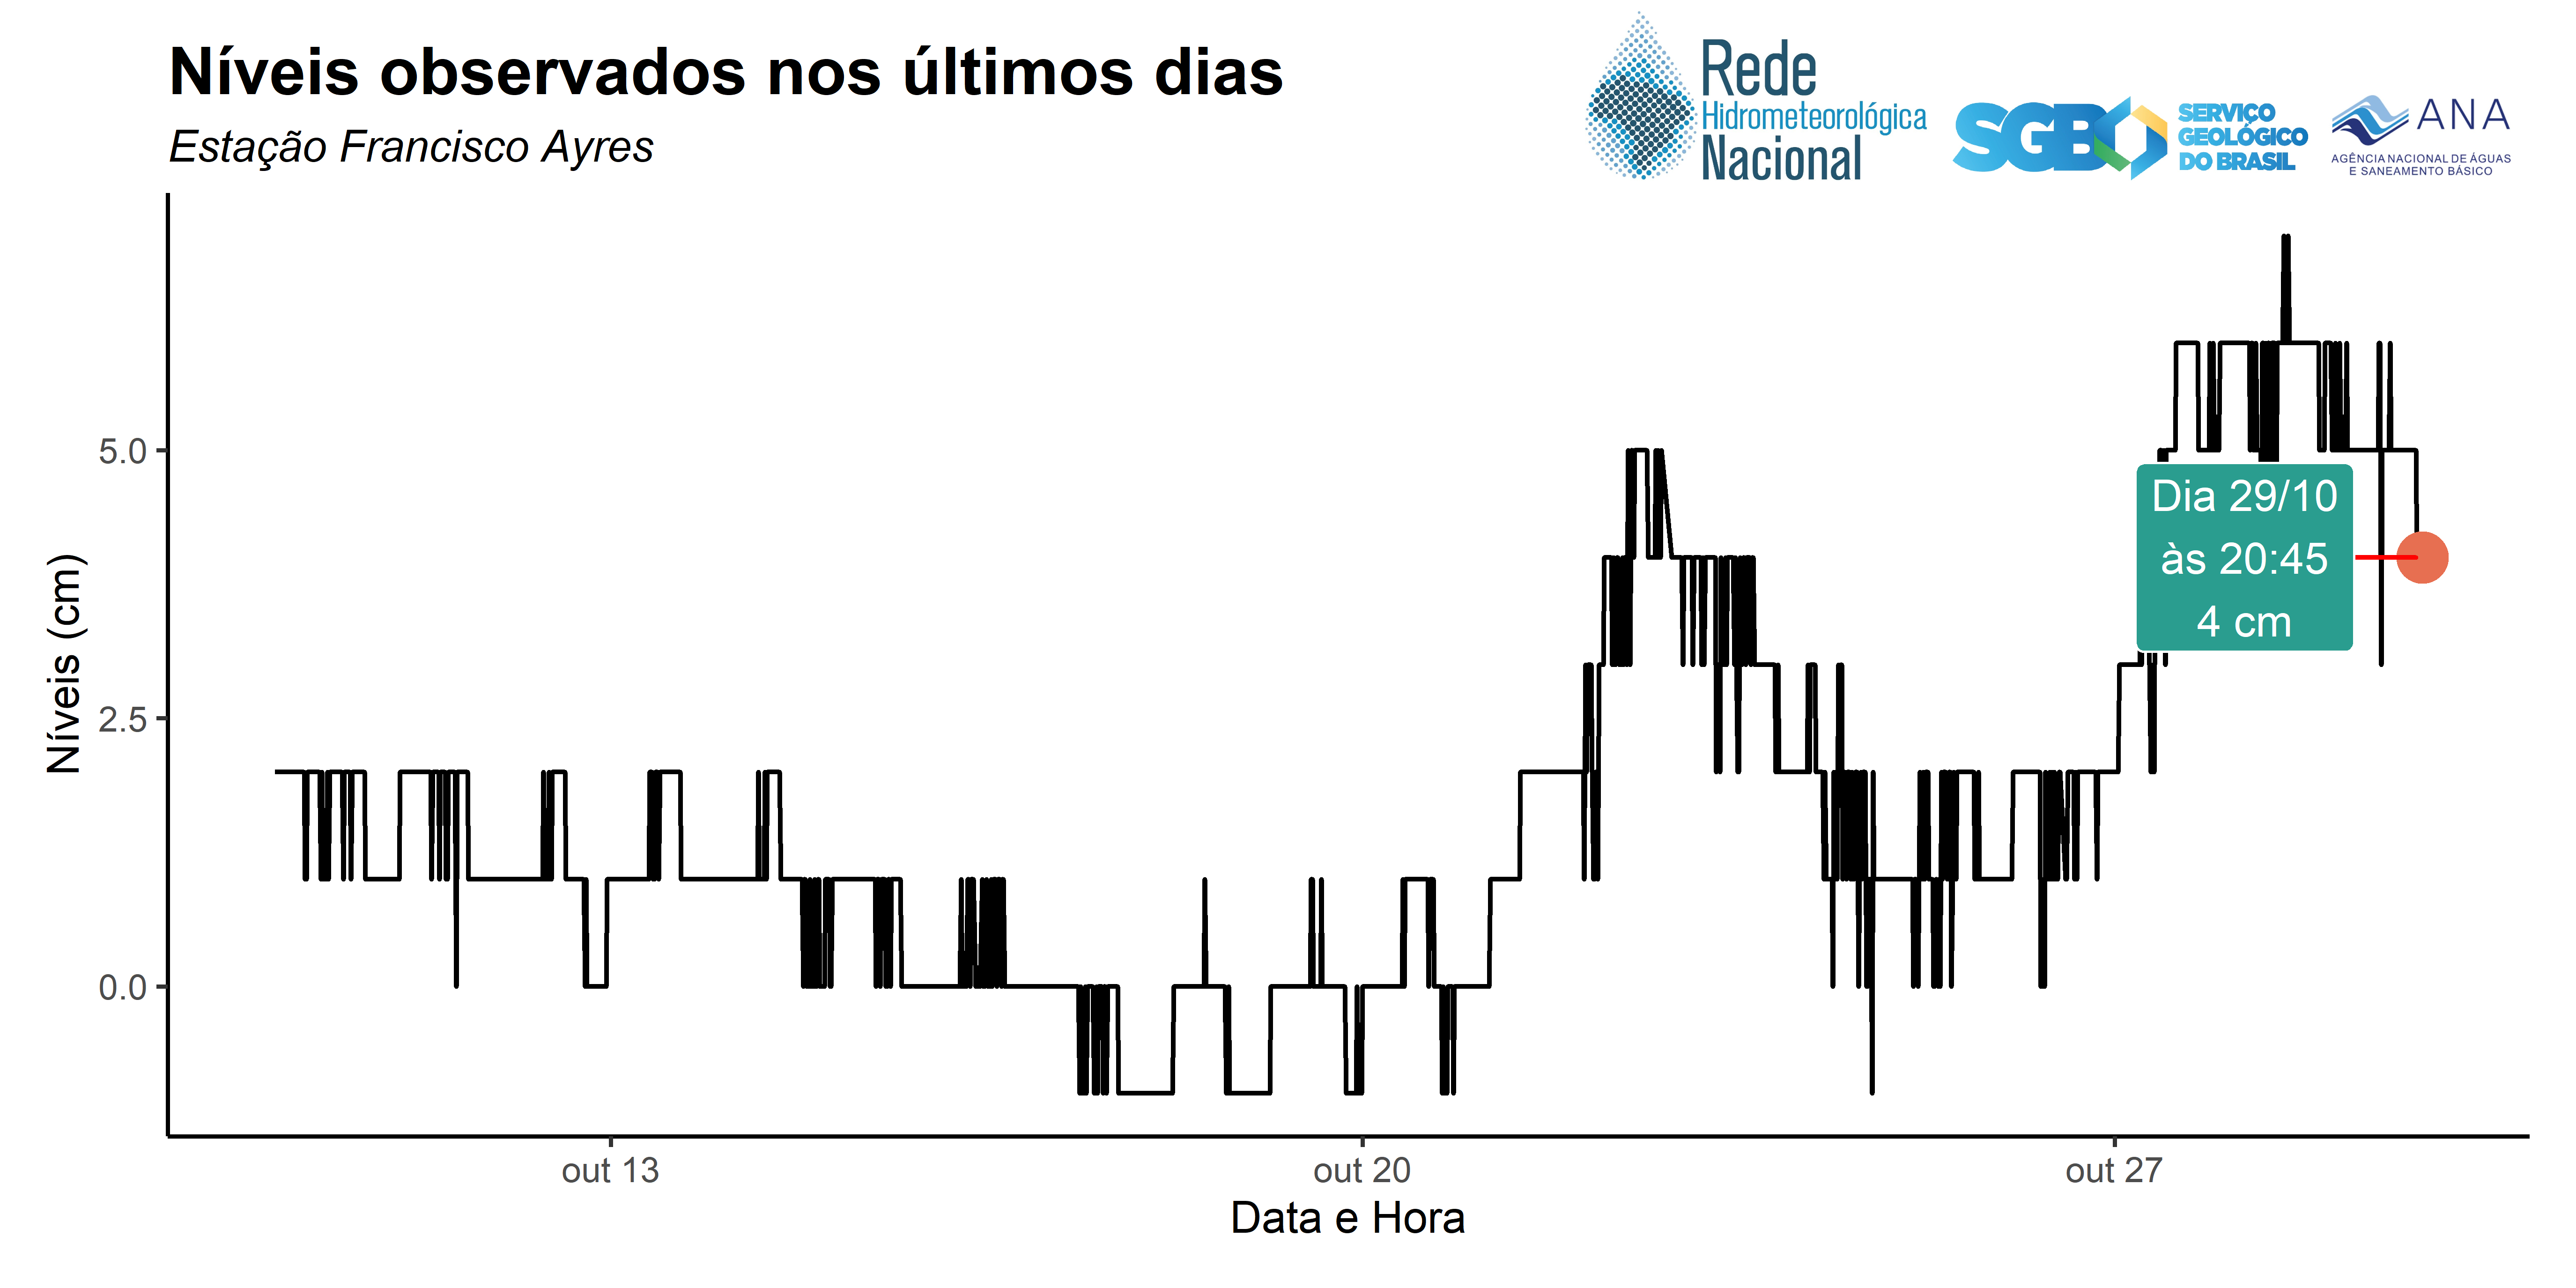 Níveis observados nos últimos dias
Estação Francisco Ayres
Rede
Hidrometeorológica
Nacional
SGB
SERVIÇO
GEOLÓGICO
DO BRASIL
ANA
AGÊNCIA NACIONAL DE ÁGUAS
E SANEAMENTO BÁSICO
Níveis (cm)
5.0
2.5
0.0
Dia 29/10
às 20:45
4 cm
out 13
out 20
out 27
Data e Hora